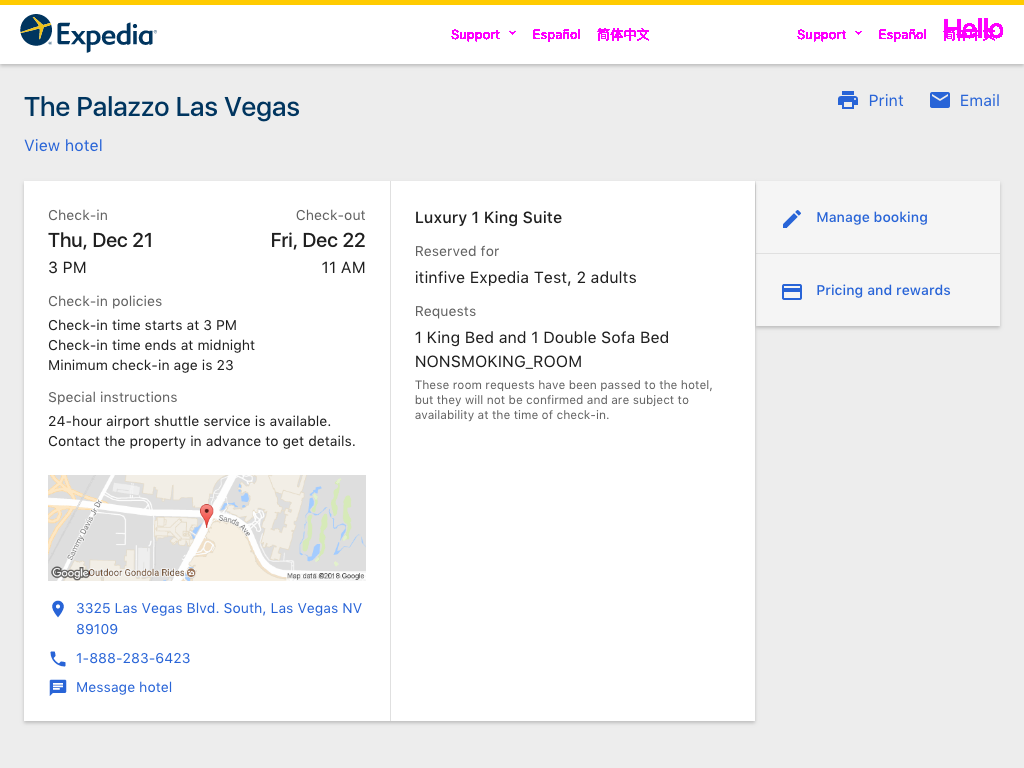 Expedia
Support Español 简体中文 Support Español 简体中文 Hello
The Palazzo Las Vegas
Print Email
View hotel
Check-in Check-out
Thu, Dec 21 Fri, Dec 22
3 PM 11 AM
Check-in policies
Check-in time starts at 3 PM
Check-in time ends at midnight
Minimum check-in age is 23
Special instructions
24-hour airport shuttle service is available.
Contact the property in advance to get details.
Sammy Davis Jr Dr
Sands Ave
Google
Outdoor Gondola Rides
Map data ©2018 Google
3325 Las Vegas Blvd. South, Las Vegas NV
89109
1-888-283-6423
Message hotel
Luxury 1 King Suite
Reserved for
itinfive Expedia Test, 2 adults
Requests
1 King Bed and 1 Double Sofa Bed
NONSMOKING_ROOM
These room requests have been passed to the hotel,
but they will not be confirmed and are subject to
availability at the time of check-in.
Manage booking
Pricing and rewards